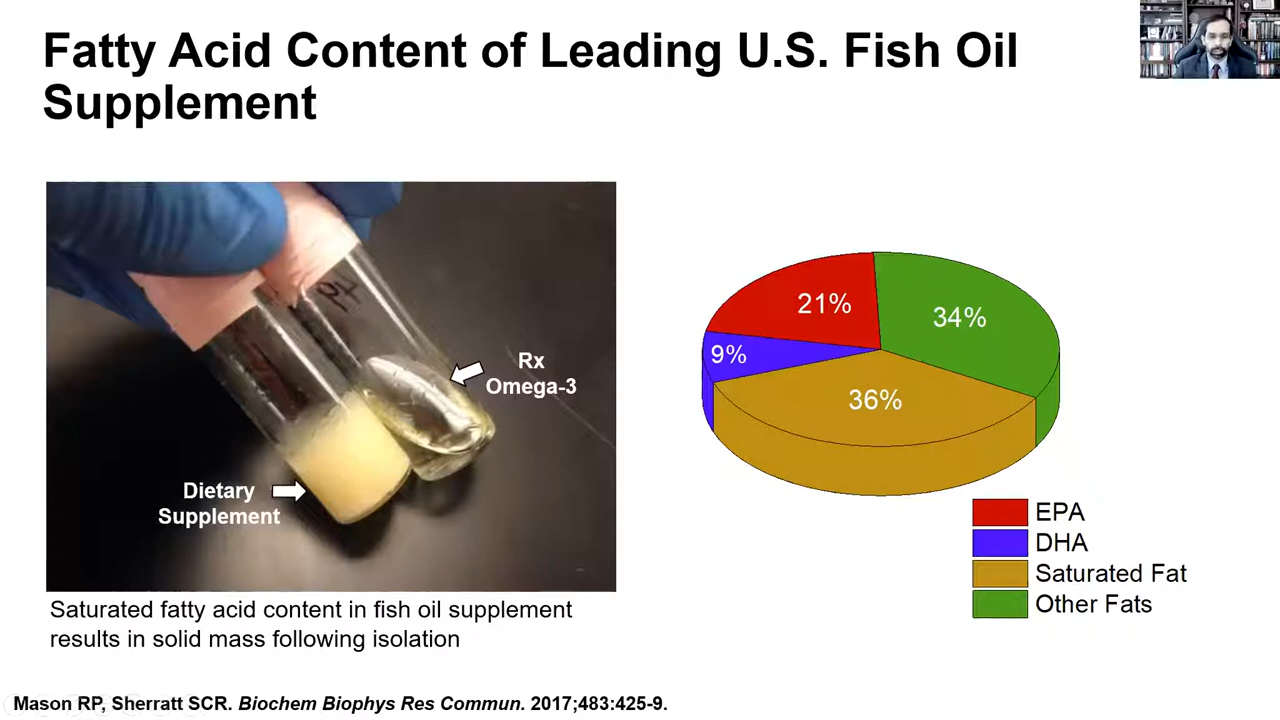 Fatty Acid Content of Leading U.S. Fish Oil
Supplement
Rx
Omega-3
Dietary
Supplement
Saturated fatty acid content in fish oil supplement
results in solid mass following isolation
21%
34%
9%
36%
EPA
DHA
Saturated Fat
Other Fats
Mason RP, Sherratt SCR. Biochem Biophys Res Commun. 2017;483:425-9.